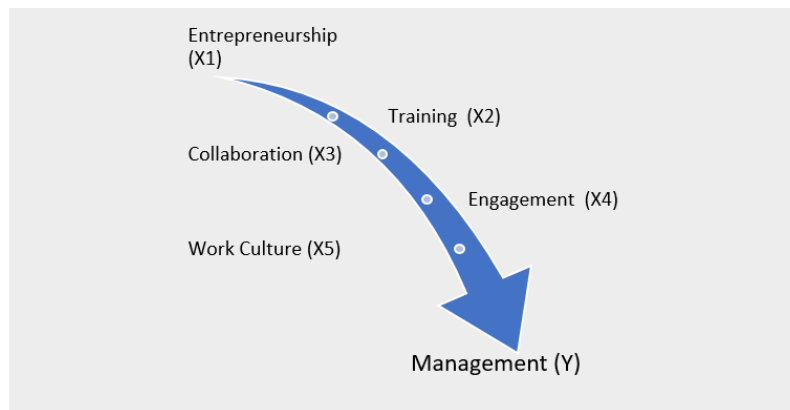 Entrepreneurship
(X1)
Training (X2)
Collaboration (X3)
Engagement (X4)
Work Culture (X5)
Management (Y)